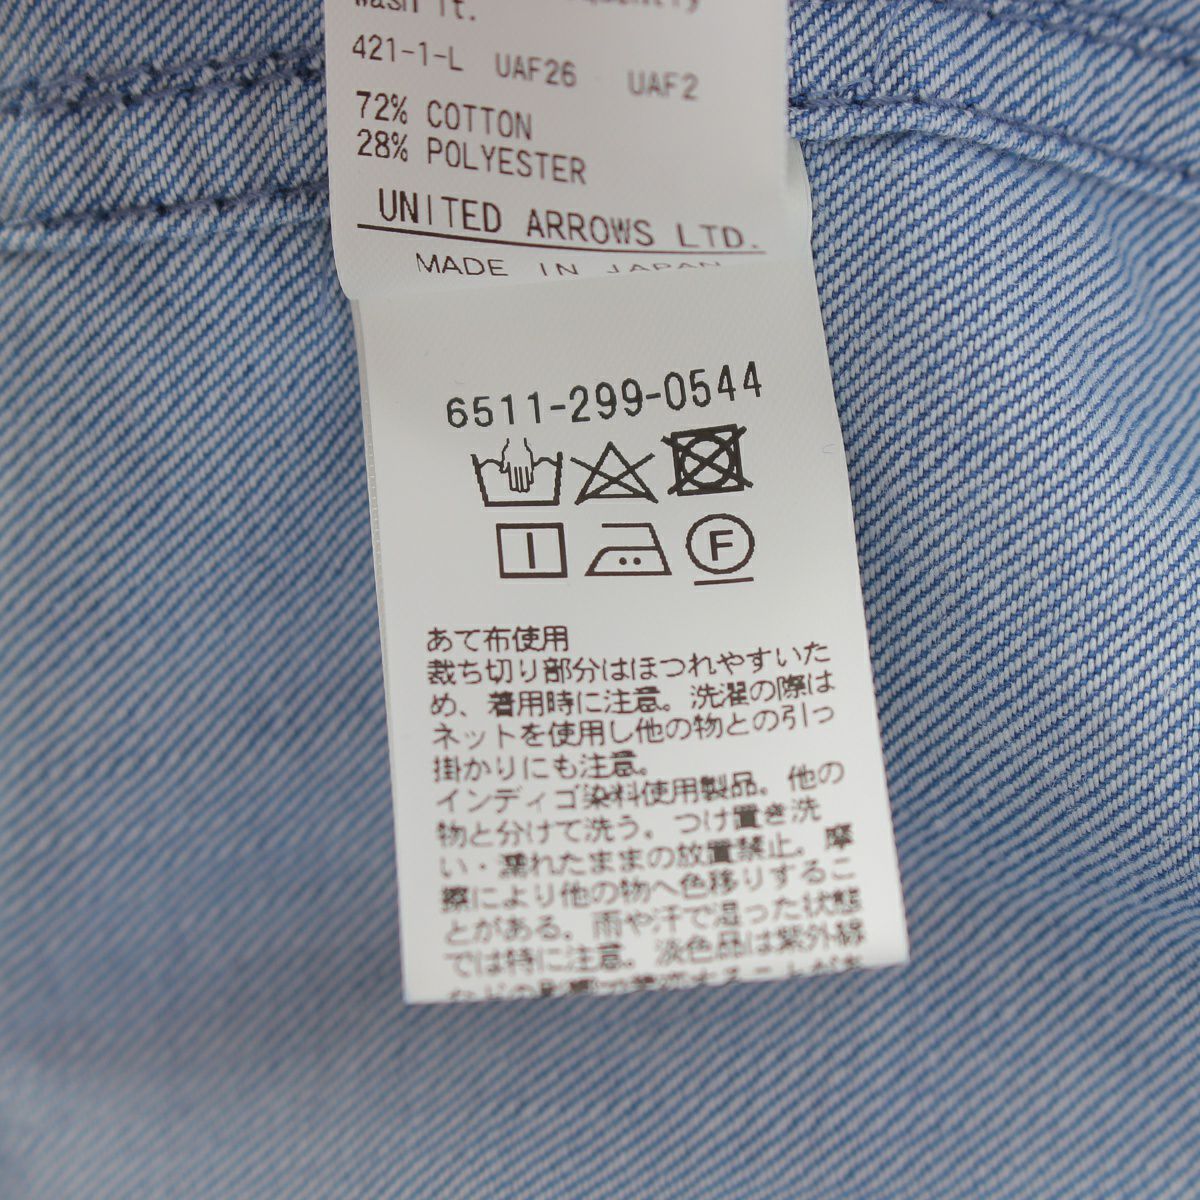 wash it.
421-1-L UAF26 UAF2
72% COTTON
28% POLYESTER
UNITED ARROWS LTD.
MADE IN JAPAN
6511-299-0544
F
あて布使用
裁ち切り部分はほつれやすいた
め、着用時に注意。洗濯の際は
ネットを使用し他の物との引っ
掛かりにも注意。
インディゴ染料使用製品。他の
物と分けて洗う。つけ置き洗
い・濡れたままの放置禁止。摩
擦により他の物へ色移りするこ
とがある。雨や汗で湿った状態
では特に注意。淡色品は紫外線